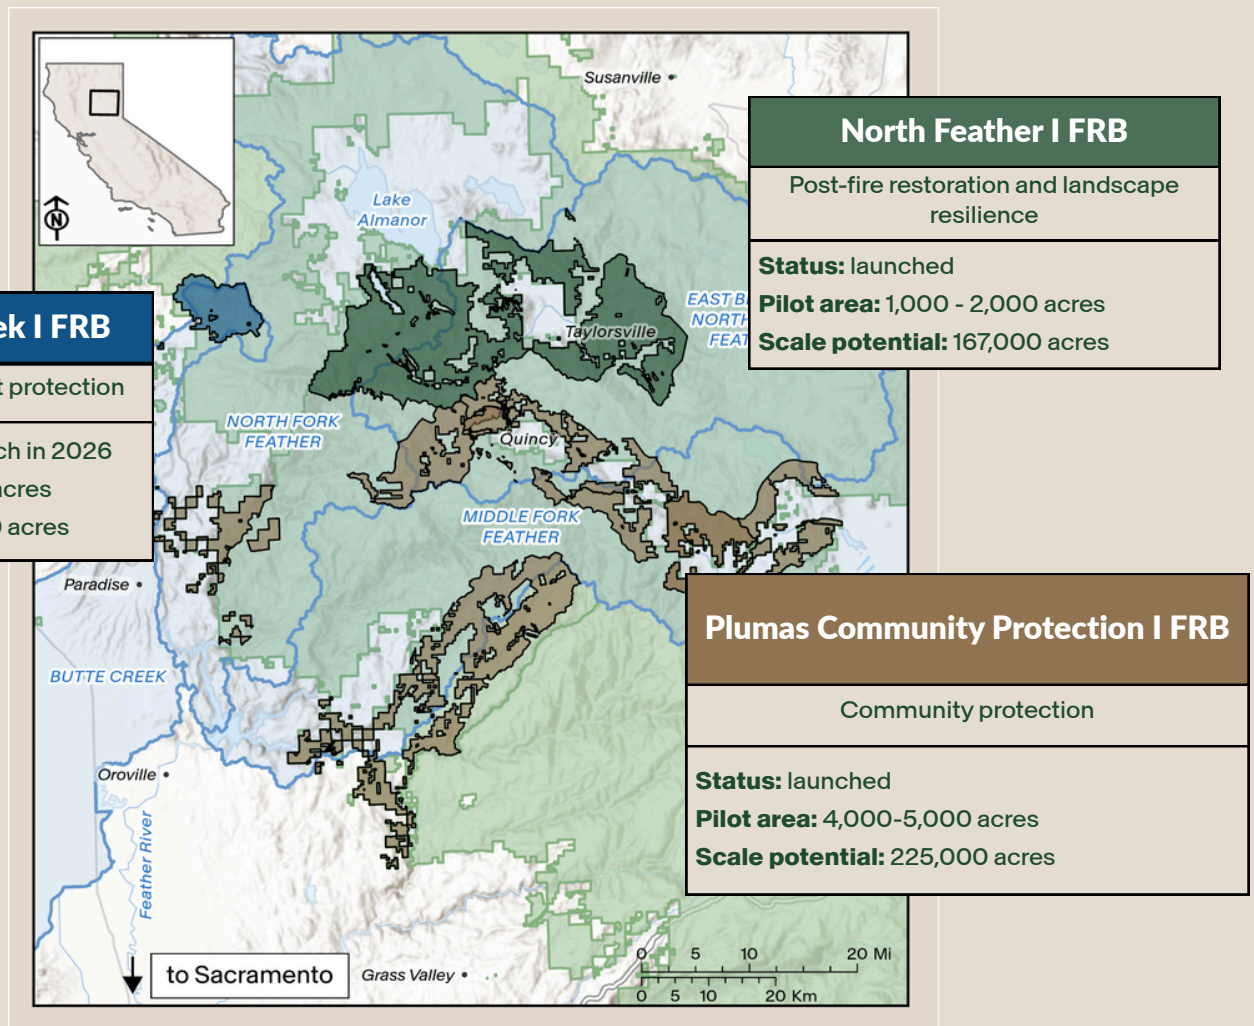 Susanville
North Feather I FRB
Post-fire restoration and landscape
resilience
Status: launched
Pilot area: 1,000 - 2,000 acres
Scale potential: 167,000 acres
N
Lake
Almanor
EAST
NORTH
Taylorsville
ek I FRB
protection
ch in 2026
acres
acres
NORTH FORK
FEATHER
Quincy
MIDDLE FORK
FEATHER
Paradise
BUTTE CREEK
Plumas Community Protection I FRB
Community protection
Status: launched
Pilot area: 4,000-5,000 acres
Scale potential: 225,000 acres
Oroville
Feather River
to Sacramento
Grass Valley
0 5 10 20 Mi
0 5 10 20 Km